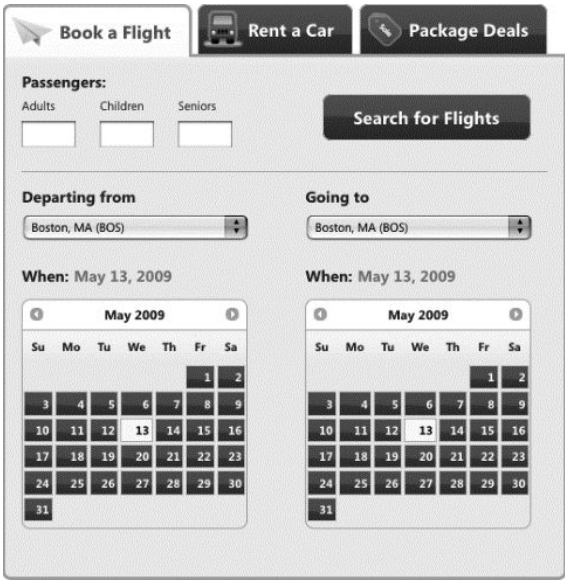 Book a Flight Rent a Car Sale Package Deals
Passengers:
Adults Children Seniors
Search for Flights
Departing from Going to
Boston, MA (BOS) Boston, MA (BOS)
When: May 13, 2009 When: May 13, 2009
May 2009 May 2009
Su Mo Tu We Th Fr Sa Su Mo Tu We Th Fr Sa
1 2 1 2
3 4 5 6 7 8 9 3 4 5 6 7 8 9
10 11 12 13 14 15 16 10 11 12 13 14 15 16
17 18 19 20 21 22 23 17 18 19 20 21 22 23
24 25 26 27 28 29 30 24 25 26 27 28 29 30
31 31